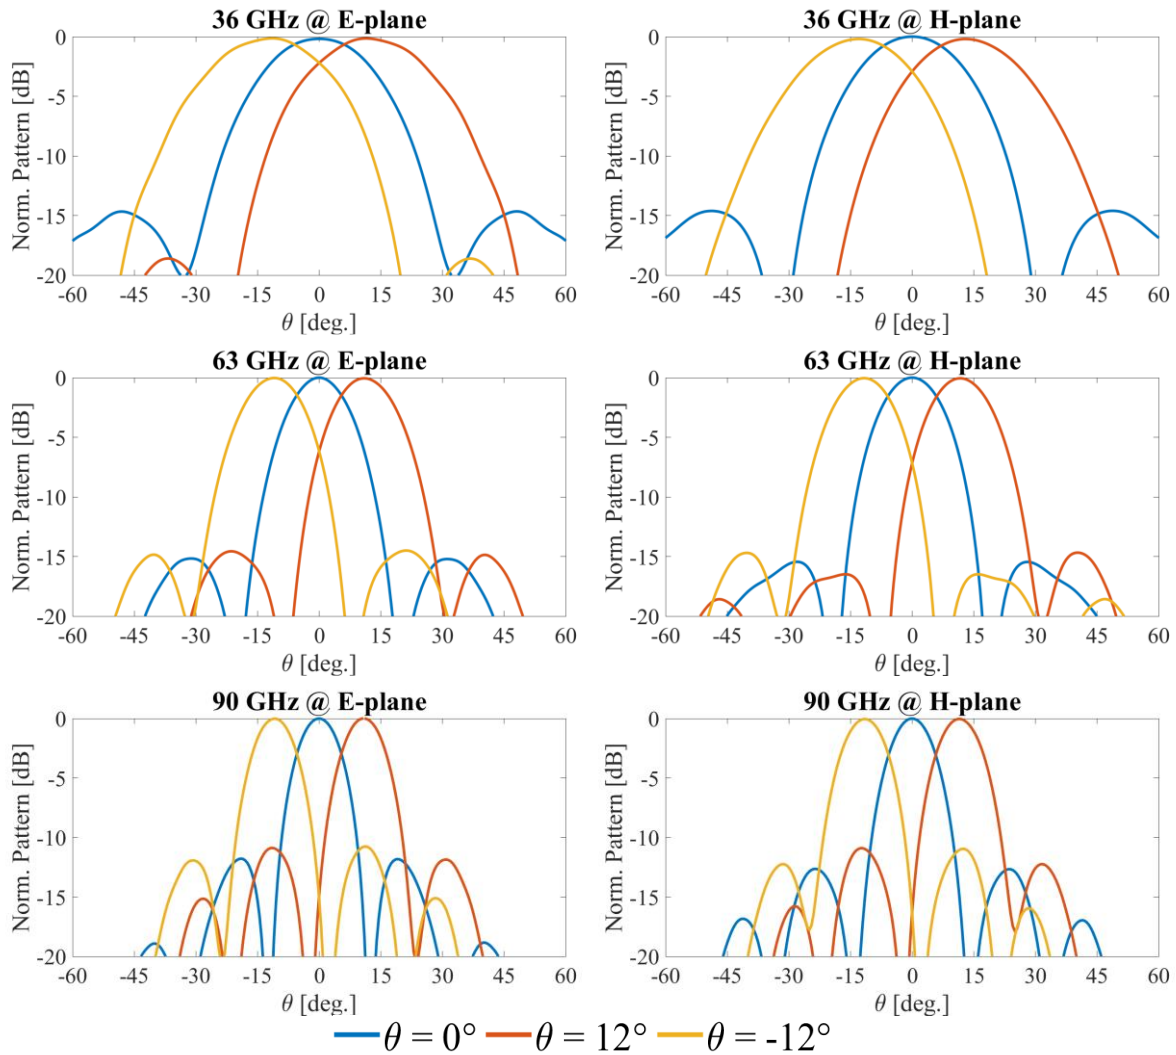 36 GHz @ E-plane
Norm. Pattern [dB]
0
-5
-10
-15
-20
-60 -45 -30 -15 0 15 30 45 60
θ [deg.]
36 GHz @ H-plane
Norm. Pattern [dB]
0
-5
-10
-15
-20
-60 -45 -30 -15 0 15 30 45 60
θ [deg.]
63 GHz @ E-plane
Norm. Pattern [dB]
0
-5
-10
-15
-20
-60 -45 -30 -15 0 15 30 45 60
θ [deg.]
63 GHz @ H-plane
Norm. Pattern [dB]
0
-5
-10
-15
-20
-60 -45 -30 -15 0 15 30 45 60
θ [deg.]
90 GHz @ E-plane
Norm. Pattern [dB]
0
-5
-10
-15
-20
-60 -45 -30 -15 0 15 30 45 60
θ [deg.]
90 GHz @ H-plane
Norm. Pattern [dB]
0
-5
-10
-15
-20
-60 -45 -30 -15 0 15 30 45 60
θ [deg.]
θ = 0° θ = 12° θ = -12°